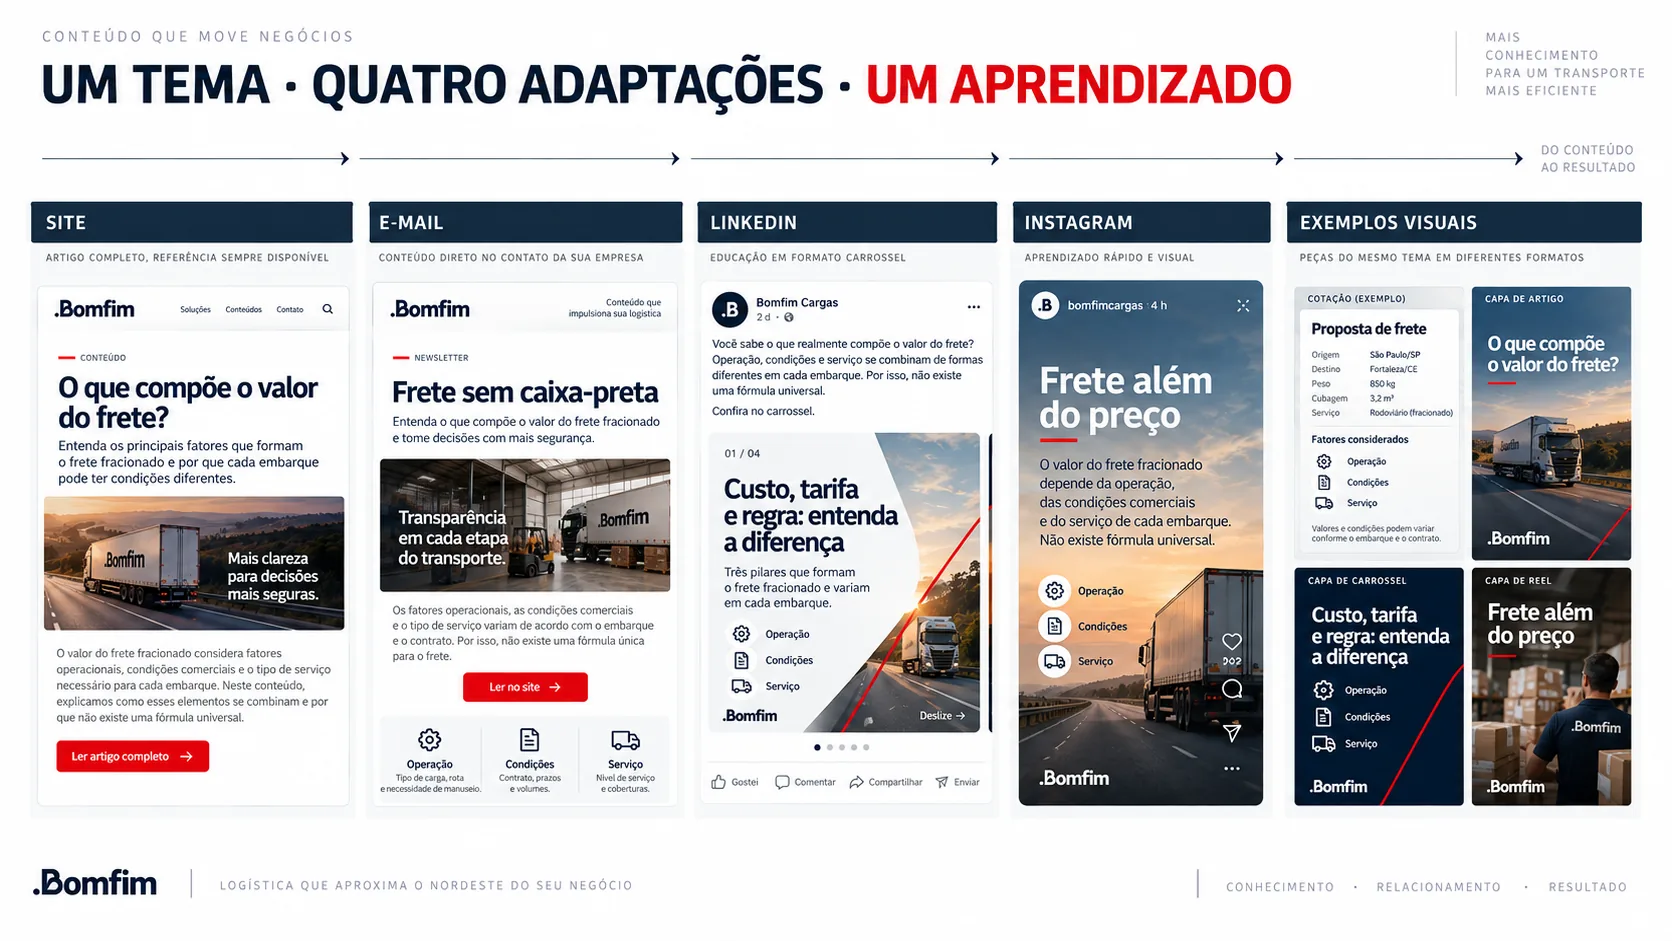 CONTEÚDO QUE MOVE NEGÓCIOS
UM TEMA · QUATRO ADAPTAÇÕES · UM APRENDIZADO
MAIS
CONHECIMENTO
PARA UM TRANSPORTE
MAIS EFICIENTE
DO CONTEÚDO
AO RESULTADO
SITE
ARTIGO COMPLETO, REFERÊNCIA SEMPRE DISPONÍVEL
.Bomfim
Soluções Conteúdos Contato
CONTEÚDO
O que compõe o valor
do frete?
Entenda os principais fatores que formam
o frete fracionado e por que cada embarque
pode ter condições diferentes.
.Bomfim
Mais clareza
para decisões
mais seguras.
O valor do frete fracionado considera fatores
operacionais, condições comerciais e o tipo de serviço
necessário para cada embarque. Neste conteúdo,
explicamos como esses elementos se combinam e por
que não existe uma fórmula universal.
Ler artigo completo →
E-MAIL
CONTEÚDO DIRETO NO CONTATO DA SUA EMPRESA
.Bomfim
Conteúdo que
impulsiona sua logística
NEWSLETTER
Frete sem caixa-preta
Entenda o que compõe o valor do frete fracionado
e tome decisões com mais segurança.
Transparência
em cada etapa
do transporte.
.Bomfim
Os fatores operacionais, as condições comerciais
e o tipo de serviço variam de acordo com o embarque
e o contrato. Por isso, não existe uma fórmula única
para o frete.
Ler no site →
Operação
Tipo de carga, rota
e necessidade de manuseio.
Condições
Contrato, prazos
e volumes.
Serviço
Nível de serviço
e coberturas.
LINKEDIN
EDUCAÇÃO EM FORMATO CARROSSEL
.B
Bomfim Cargas
2 d ·
Você sabe o que realmente compõe o valor do frete?
Operação, condições e serviço se combinam de formas
diferentes em cada embarque. Por isso, não existe
uma fórmula universal.
Confira no carrossel.
01 / 04
Custo, tarifa
e regra: entenda
a diferença
Três pilares que formam
o frete fracionado e variam
em cada embarque.
Operação
Condições
Serviço
.Bomfim
Deslize →
Gostei Comentar Compartilhar Enviar
INSTAGRAM
APRENDIZADO RÁPIDO E VISUAL
.B
bomfimcargas · 4 h
Frete além
do preço
O valor do frete fracionado
depende da operação,
das condições comerciais
e do serviço de cada embarque.
Não existe fórmula universal.
Operação
Condições
Serviço
.Bomfim
EXEMPLOS VISUAIS
PEÇAS DO MESMO TEMA EM DIFERENTES FORMATOS
COTAÇÃO (EXEMPLO)
Proposta de frete
Origem São Paulo/SP
Destino Fortaleza/CE
Peso 850 kg
Cubagem 3,2 m³
Serviço Rodoviário (fracionado)
Fatores considerados
Operação
Condições
Serviço
Valores e condições podem variar
conforme o embarque e o contrato.
CAPA DE ARTIGO
O que compõe
o valor do frete?
.Bomfim
CAPA DE CARROSSEL
Custo, tarifa
e regra: entenda
a diferença
Operação
Condições
Serviço
.Bomfim
CAPA DE REEL
Frete além
do preço
.Bomfim
.Bomfim
.Bomfim
LOGÍSTICA QUE APROXIMA O NORDESTE DO SEU NEGÓCIO
CONHECIMENTO · RELACIONAMENTO · RESULTADO